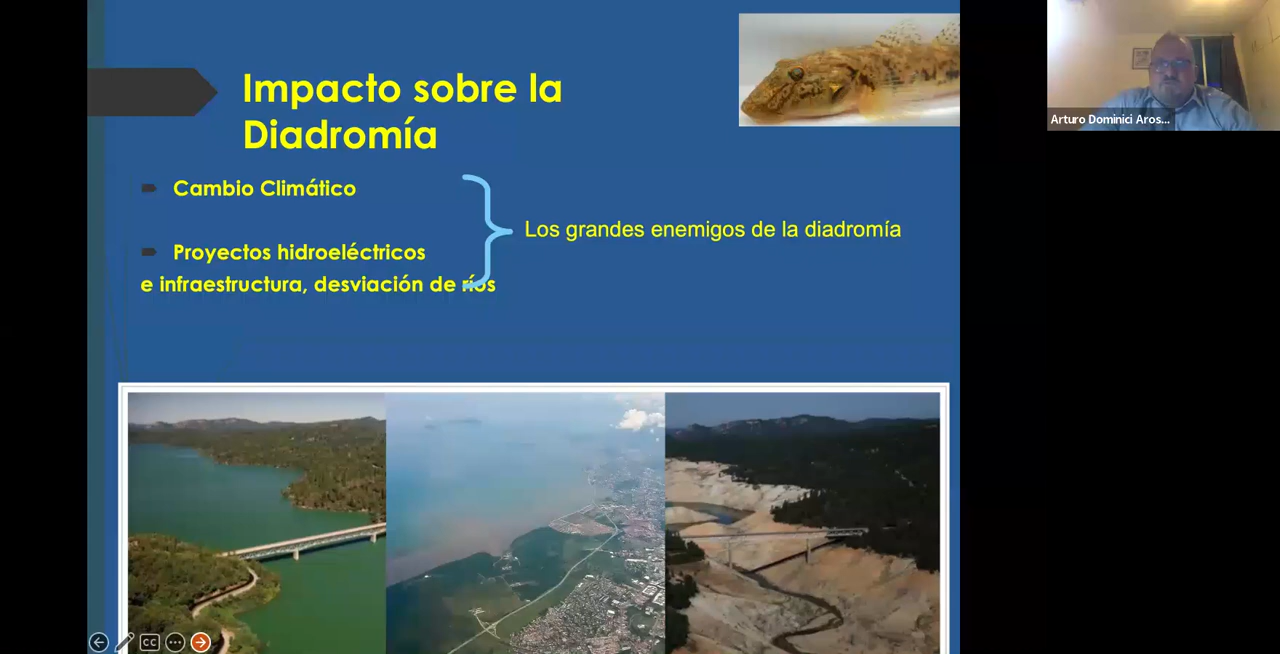 Impacto sobre la
Diadromía
Cambio Climático
Proyectos hidroeléctricos
e infraestructura, desviación de ríos
Los grandes enemigos de la diadromía
Arturo Dominici Aros...
CC